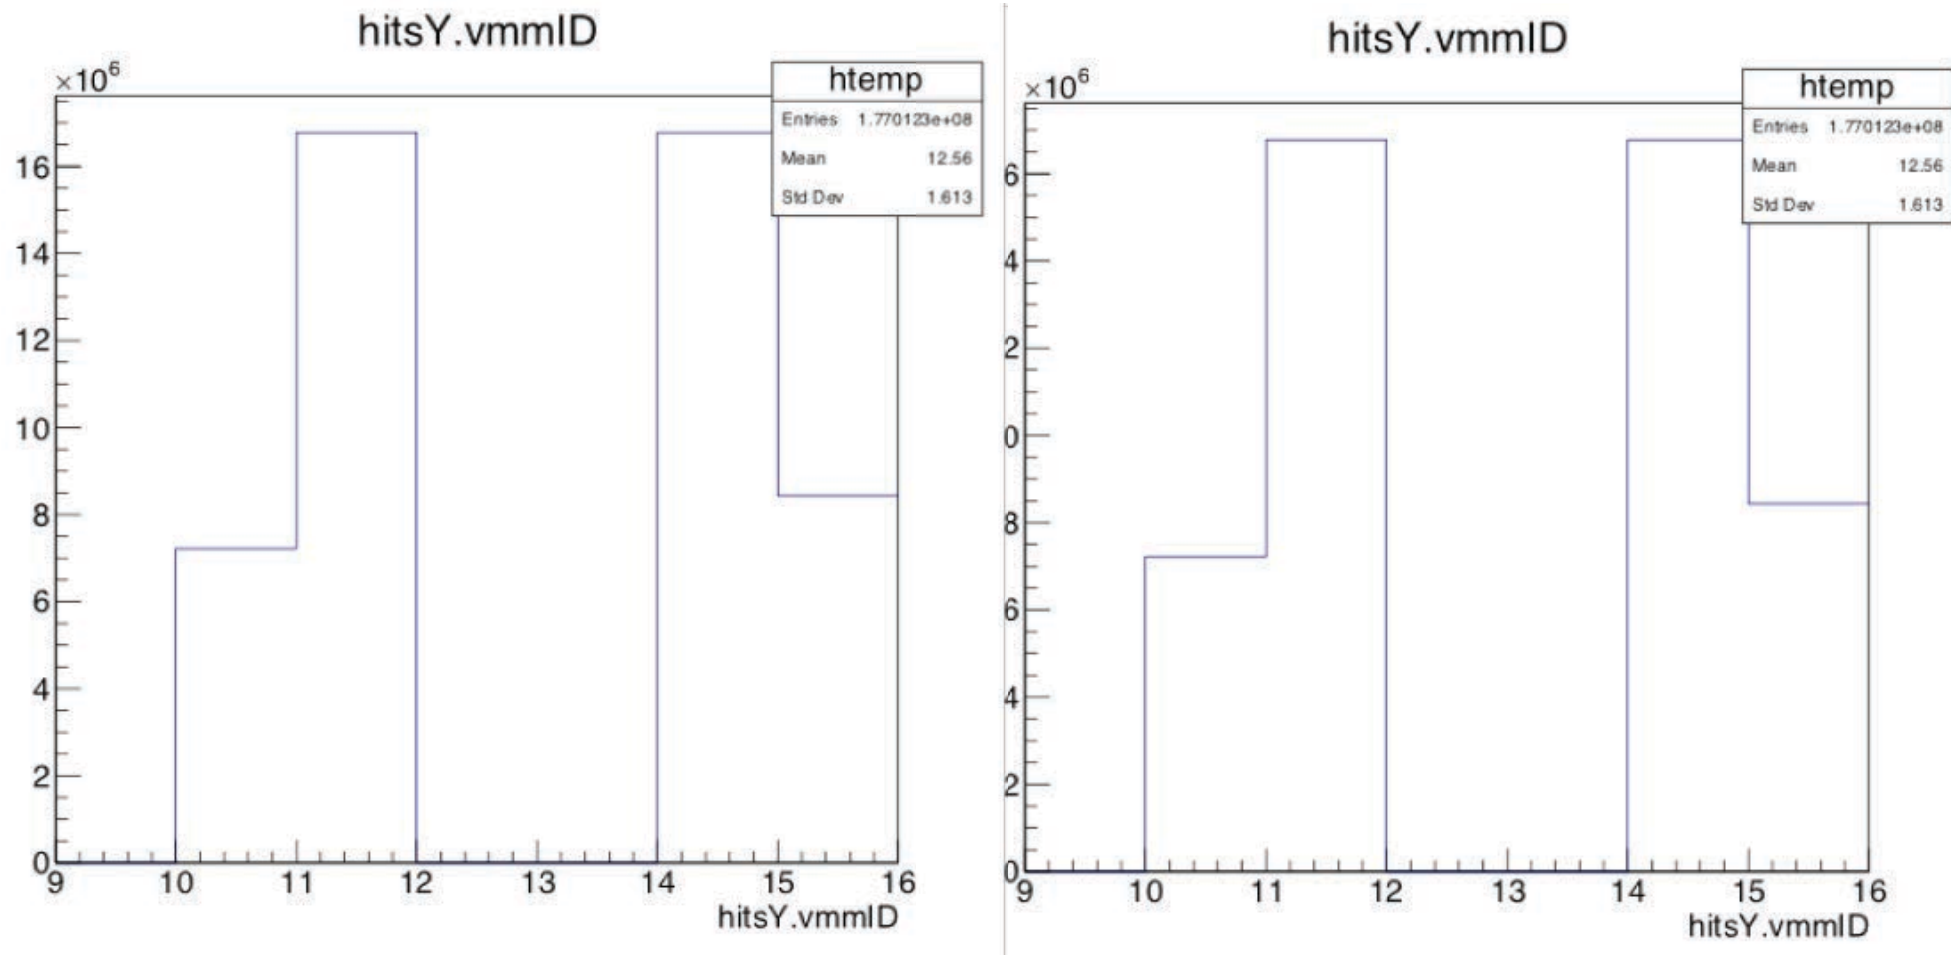 hitsY.vmmID
×10⁶
htemp
Entries 1.770123e+08
Mean 12.56
Std Dev 1.613
16
14
12
10
8
6
4
2
0
9 10 11 12 13 14 15 16
hitsY.vmmID
hitsY.vmmID
×10⁶
htemp
Entries 1.770123e+08
Mean 12.56
Std Dev 1.613
6
4
2
0
8
6
4
2
0
9 10 11 12 13 14 15 16
hitsY.vmmID